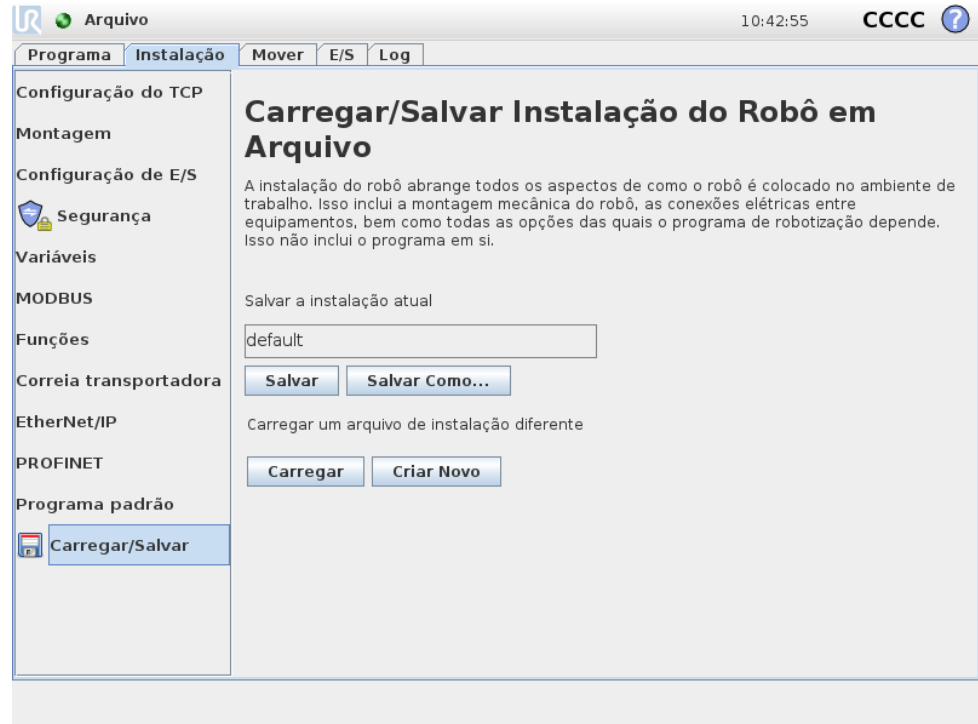 UR Arquivo 10:42:55 CCCC ?
Programa Instalação Mover E/S Log
Configuração do TCP
Montagem
Configuração de E/S
Segurança
Variáveis
MODBUS
Funções
Correia transportadora
EtherNet/IP
PROFINET
Programa padrão
Carregar/Salvar
Carregar/Salvar Instalação do Robô em
Arquivo
A instalação do robô abrange todos os aspectos de como o robô é colocado no ambiente de
trabalho. Isso inclui a montagem mecânica do robô, as conexões elétricas entre
equipamentos, bem como todas as opções das quais o programa de robotização depende.
Isso não inclui o programa em si.
Salvar a instalação atual
default
Salvar Salvar Como...
Carregar um arquivo de instalação diferente
Carregar Criar Novo